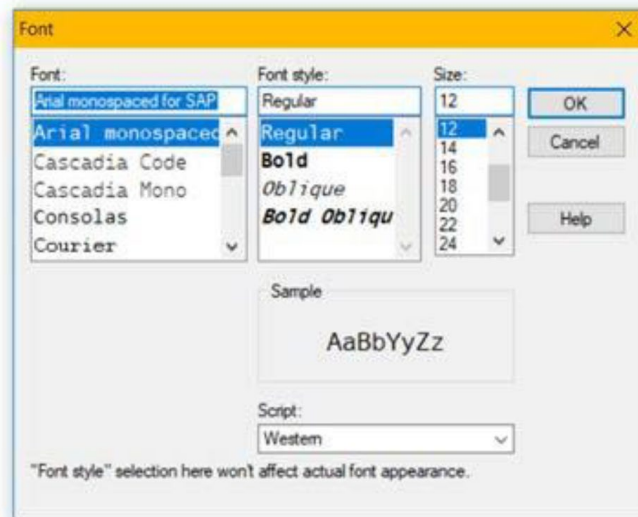 Font
Font:
Arial monospaced for SAP
Arial monospaced
Cascadia Code
Cascadia Mono
Consolas
Courier
Font style:
Regular
Regular
Bold
Oblique
Bold Obliqu
Size:
12
12
14
16
18
20
22
24
OK
Cancel
Help
Sample
AaBbYyZz
Script:
Western
"Font style" selection here won't affect actual font appearance.